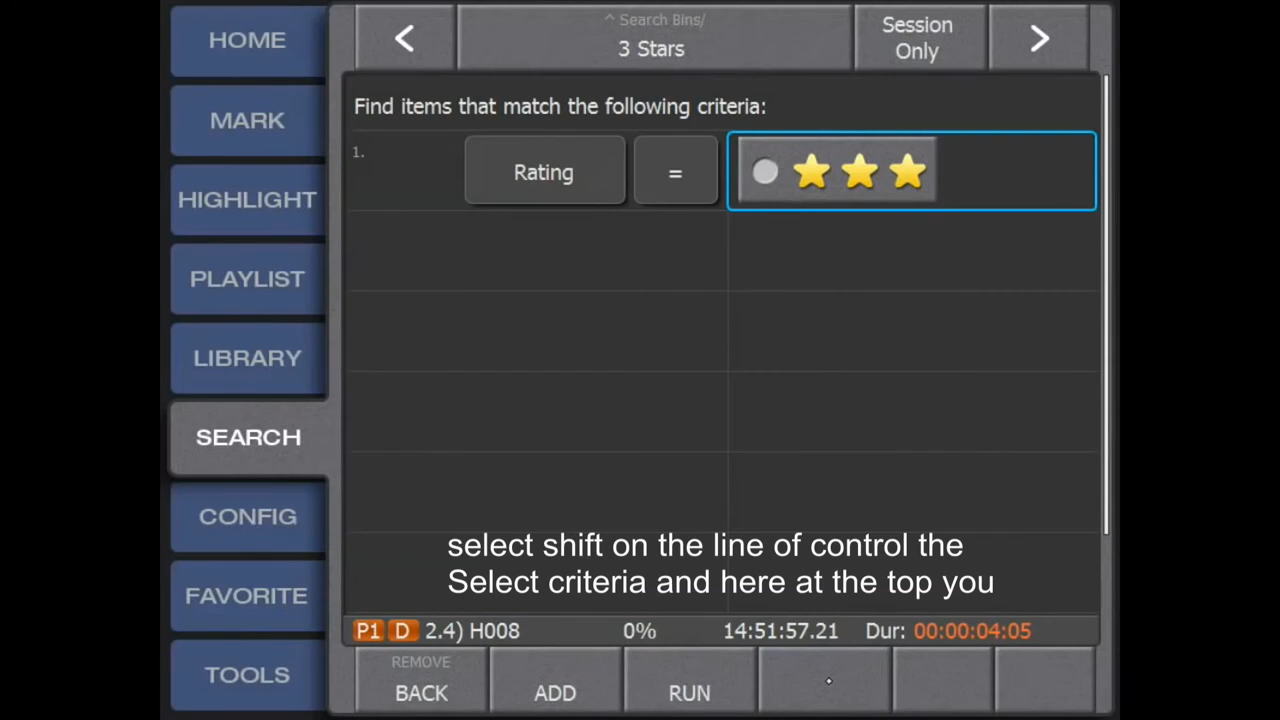 HOME
MARK
HIGHLIGHT
PLAYLIST
LIBRARY
SEARCH
CONFIG
FAVORITE
TOOLS
^ Search Bins/
3 Stars
Session
Only
Find items that match the following criteria:
1. Rating =
select shift on the line of control the
Select criteria and here at the top you
P1 D 2.4) H008 0% 14:51:57.21 Dur: 00:00:04:05
REMOVE
BACK ADD RUN